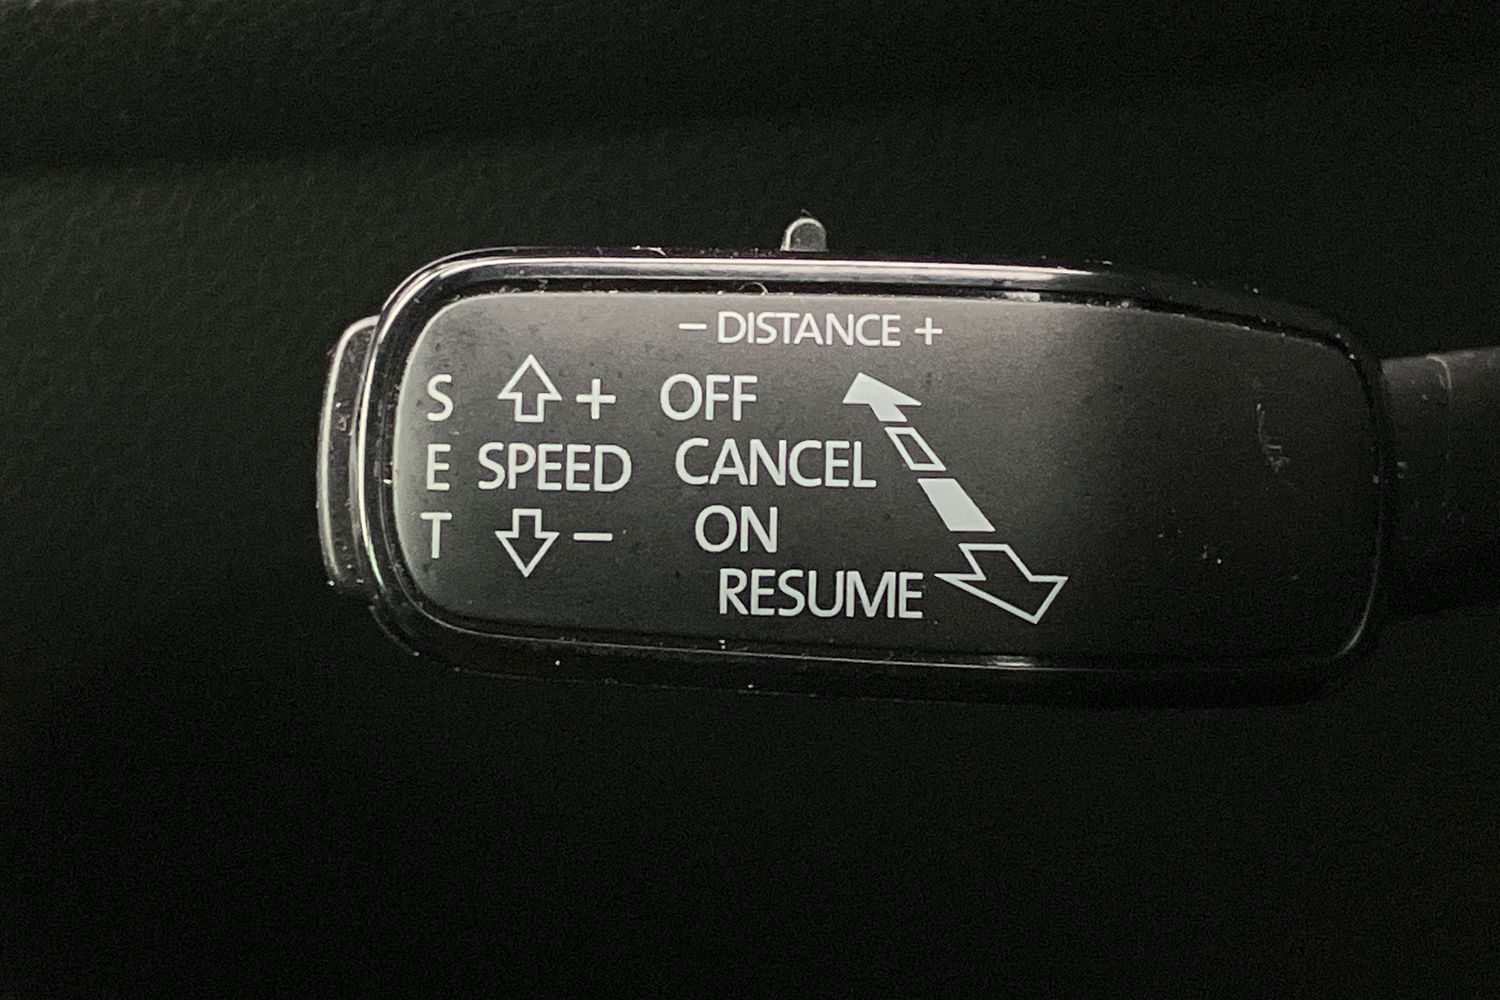 − DISTANCE +
S + OFF
E SPEED CANCEL
T − ON
RESUME